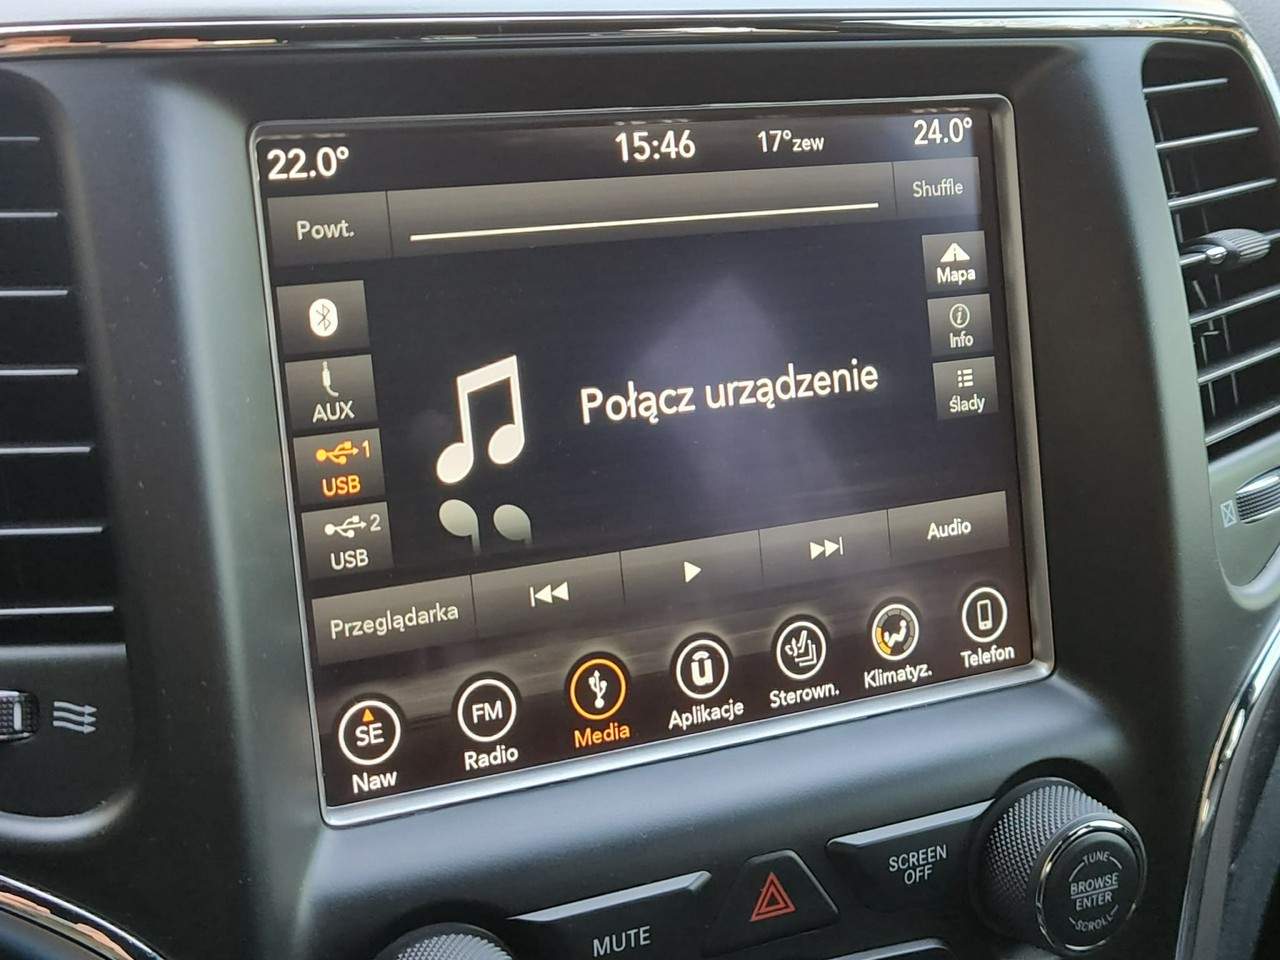 22.0° 15:46 17°zew 24.0°
Powt. Shuffle
Mapa
Info
AUX
Połącz urządzenie
Ślady
1
USB
2
USB
Audio
Przeglądarka
SE FM
Naw Radio Media Aplikacje Sterown. Klimatyz. Telefon
SCREEN
OFF
MUTE
TUNE
BROWSE
ENTER
SCROLL